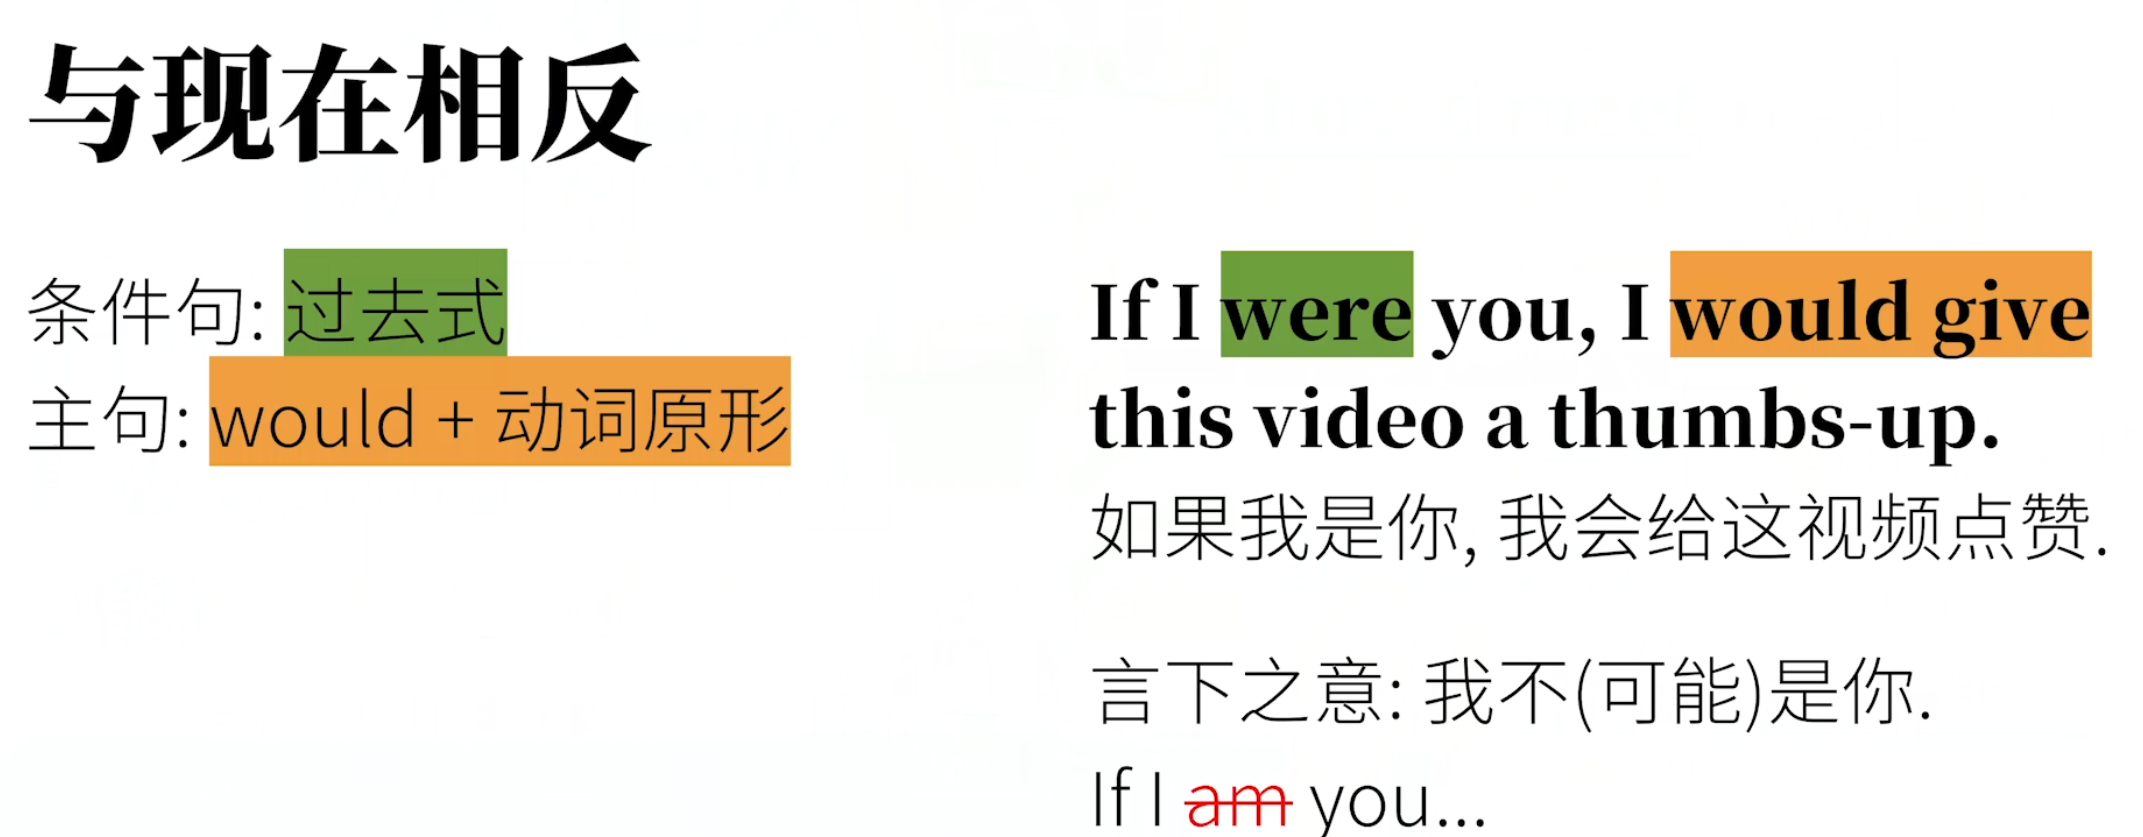 与现在相反
条件句: 过去式
主句: would + 动词原形
If I were you, I would give
this video a thumbs-up.
如果我是你, 我会给这视频点赞.
言下之意: 我不(可能)是你.
If I am you...